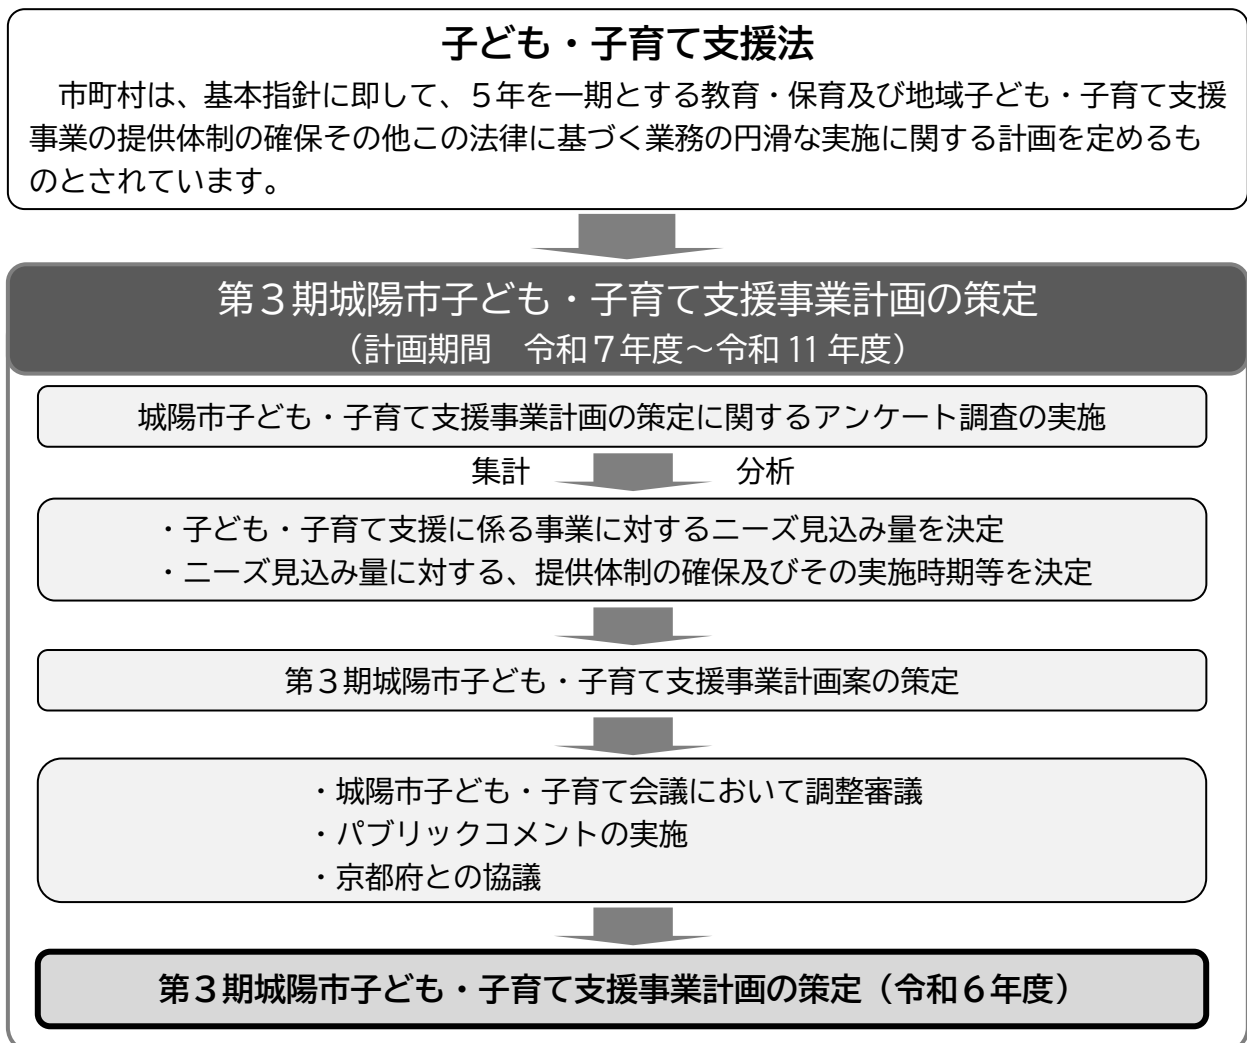 子ども・子育て支援法
市町村は、基本指針に即して、５年を一期とする教育・保育及び地域子ども・子育て支援
事業の提供体制の確保その他この法律に基づく業務の円滑な実施に関する計画を定めるも
のとされています。
第３期城陽市子ども・子育て支援事業計画の策定
（計画期間　令和７年度～令和 11 年度）
城陽市子ども・子育て支援事業計画の策定に関するアンケート調査の実施
集計　分析
・子ども・子育て支援に係る事業に対するニーズ見込み量を決定
・ニーズ見込み量に対する、提供体制の確保及びその実施時期等を決定
第３期城陽市子ども・子育て支援事業計画案の策定
・城陽市子ども・子育て会議において調整審議
・パブリックコメントの実施
・京都府との協議
第３期城陽市子ども・子育て支援事業計画の策定（令和６年度）